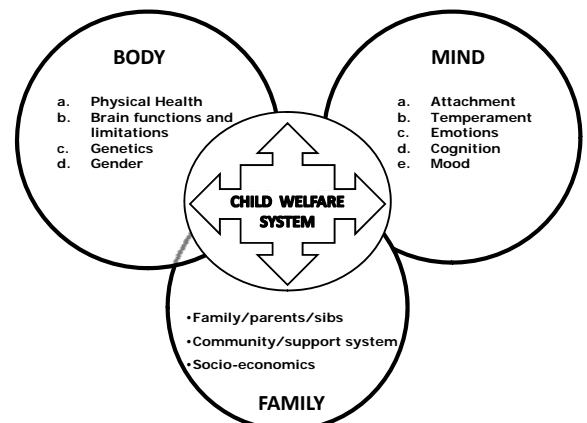 BODY
a. Physical Health
b. Brain functions and
limitations
c. Genetics
d. Gender
MIND
a. Attachment
b. Temperament
c. Emotions
d. Cognition
e. Mood
CHILD WELFARE
SYSTEM
•Family/parents/sibs
•Community/support system
•Socio-economics
FAMILY